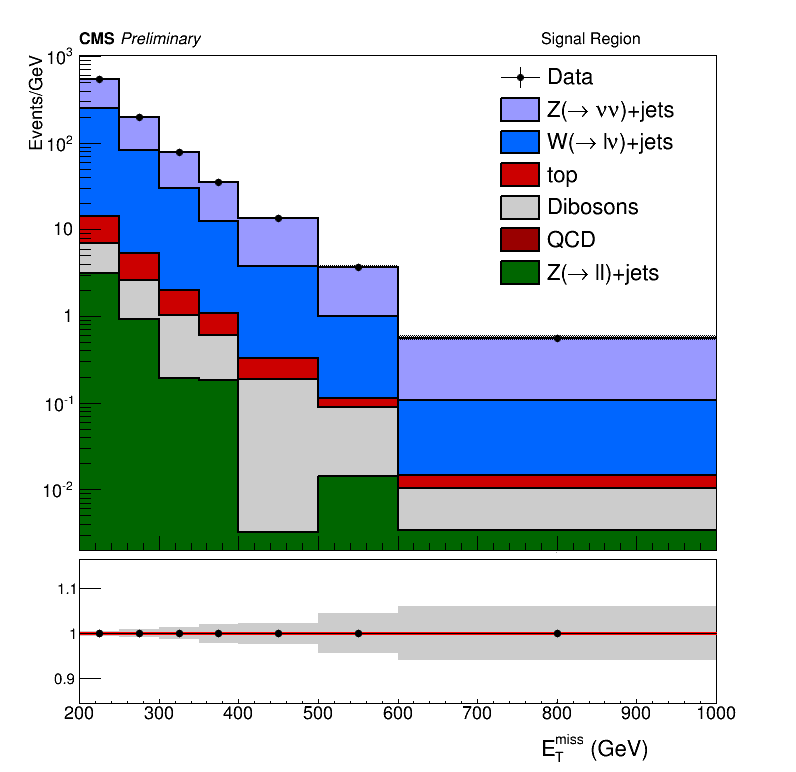 CMS Preliminary Signal Region
Events/GeV
10³
10²
10
1
10⁻¹
10⁻²
Data
Z(→ νν)+jets
W(→ lν)+jets
top
Dibosons
QCD
Z(→ ll)+jets
1.1
1
0.9
200 300 400 500 600 700 800 900 1000
E_T^miss (GeV)